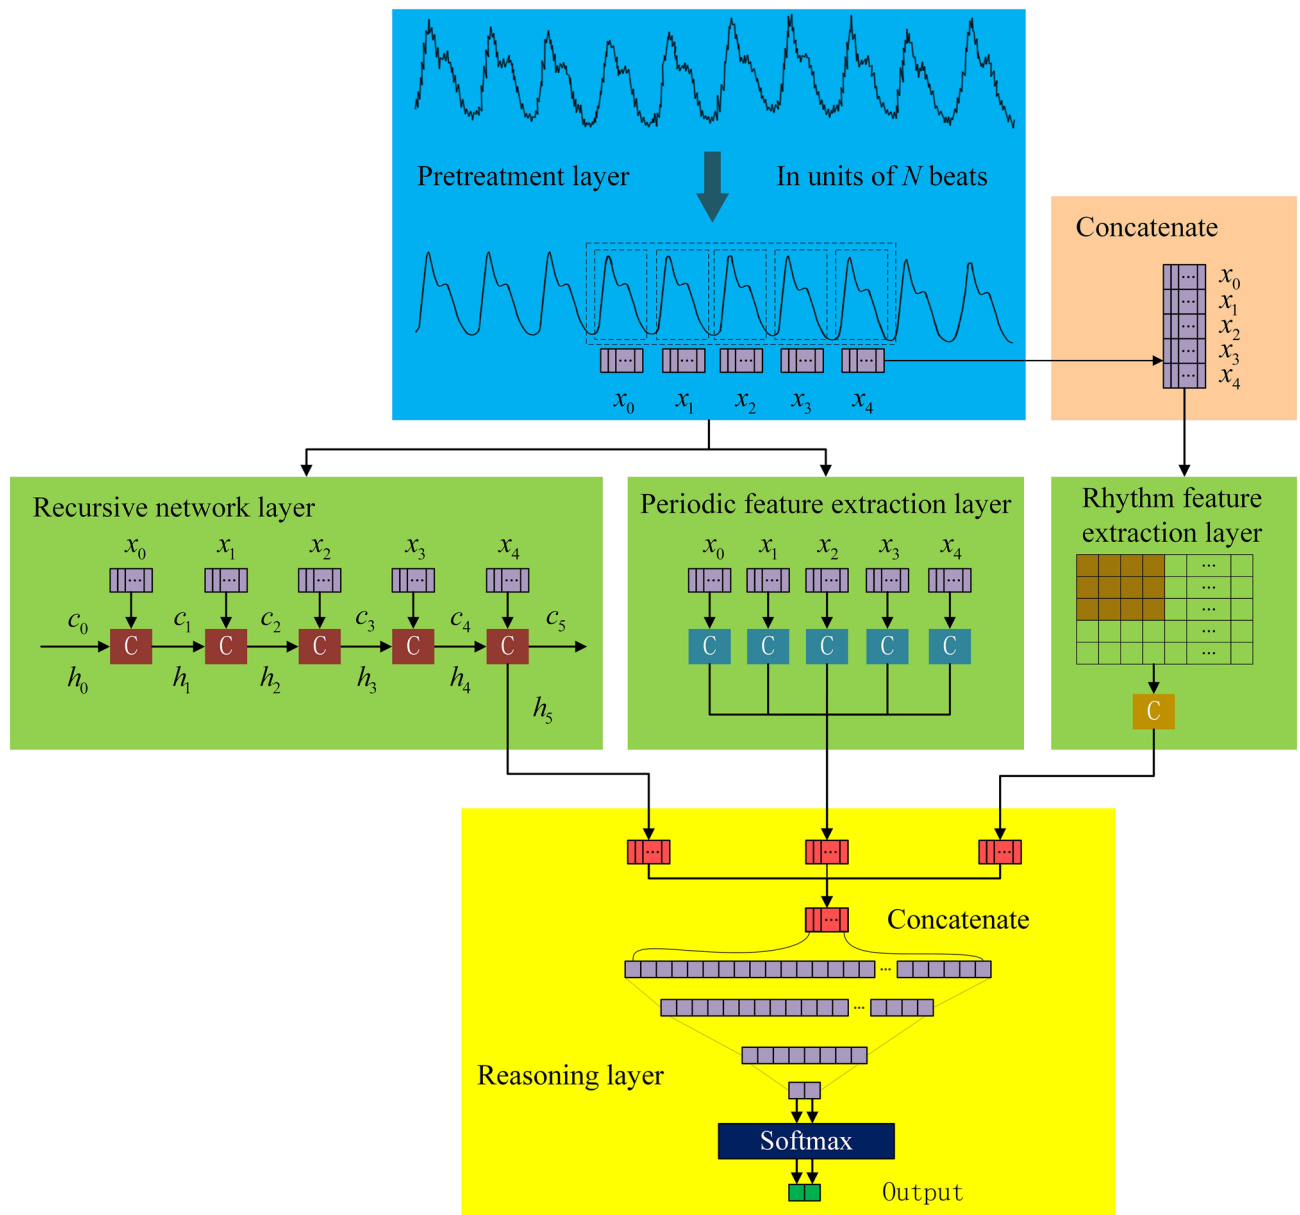 Pretreatment layer
In units of N beats
x0 x1 x2 x3 x4
Concatenate
...
x0
...
x1
...
x2
...
x3
...
x4
Recursive network layer
x0 x1 x2 x3 x4
... ... ... ... ...
c0 c1 c2 c3 c4 c5
C C C C C
h0 h1 h2 h3 h4
h5
Periodic feature extraction layer
x0 x1 x2 x3 x4
... ... ... ... ...
C C C C C
Rhythm feature
extraction layer
...
...
...
...
...
C
... ... ...
...
Concatenate
...
...
Reasoning layer
Softmax
Output